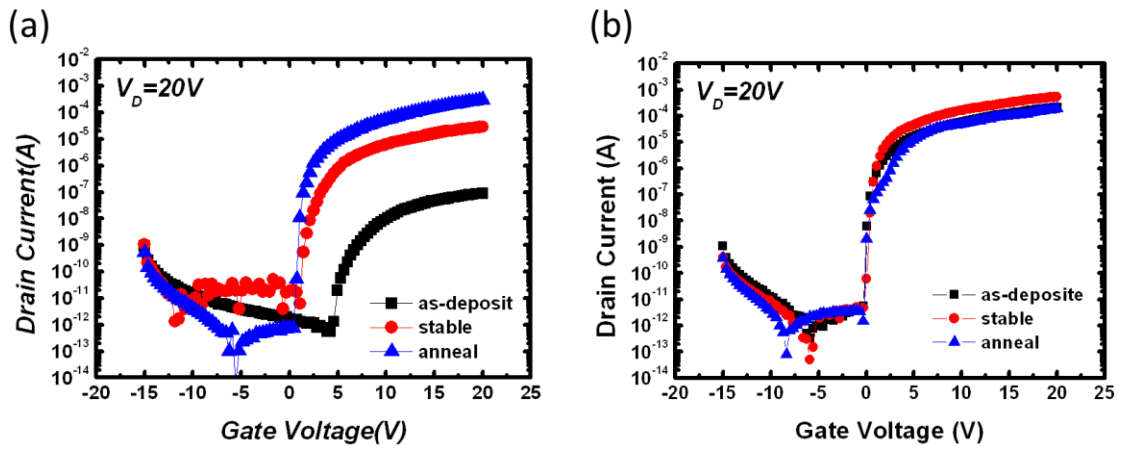 (a)
V_D=20V
10^-2
10^-3
10^-4
10^-5
10^-6
10^-7
10^-8
10^-9
10^-10
10^-11
10^-12
10^-13
10^-14
Drain Current(A)
as-deposit
stable
anneal
-20 -15 -10 -5 0 5 10 15 20 25
Gate Voltage(V)
(b)
V_D=20V
10^-2
10^-3
10^-4
10^-5
10^-6
10^-7
10^-8
10^-9
10^-10
10^-11
10^-12
10^-13
10^-14
Drain Current (A)
as-deposite
stable
anneal
-20 -15 -10 -5 0 5 10 15 20 25
Gate Voltage (V)